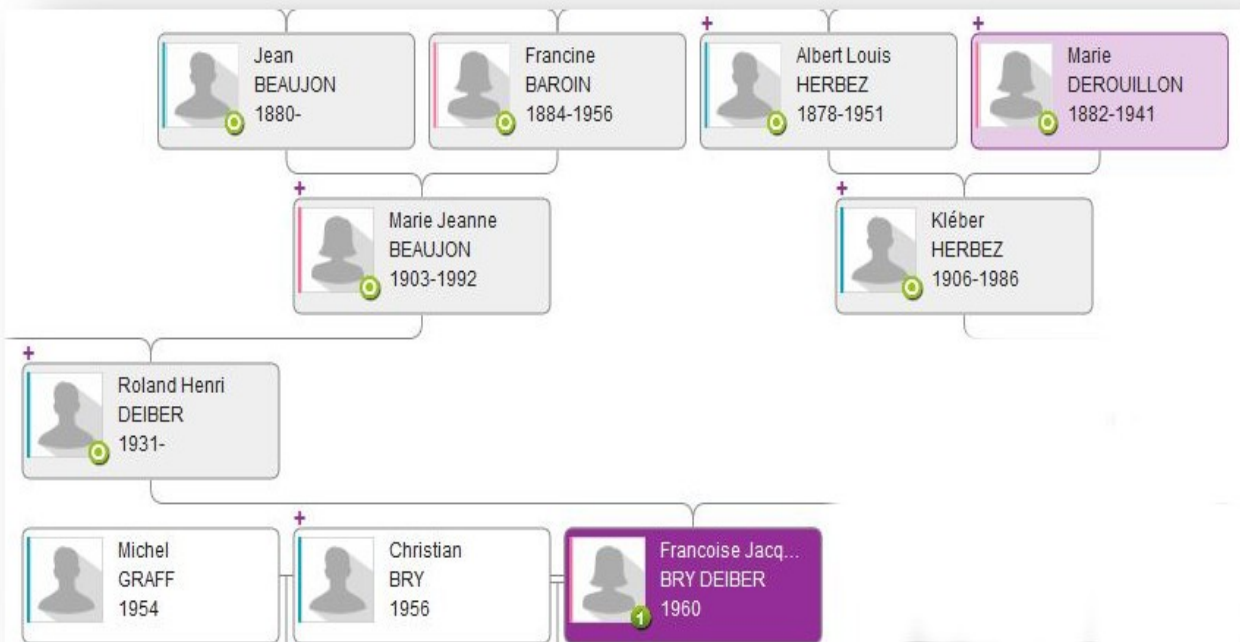 Jean
BEAUJON
1880-
Francine
BAROIN
1884-1956
+
Albert Louis
HERBEZ
1878-1951
+
Marie
DEROUILLON
1882-1941
+
Marie Jeanne
BEAUJON
1903-1992
+
Kléber
HERBEZ
1906-1986
+
Roland Henri
DEIBER
1931-
Michel
GRAFF
1954
+
Christian
BRY
1956
Francoise Jacq...
BRY DEIBER
1960
1